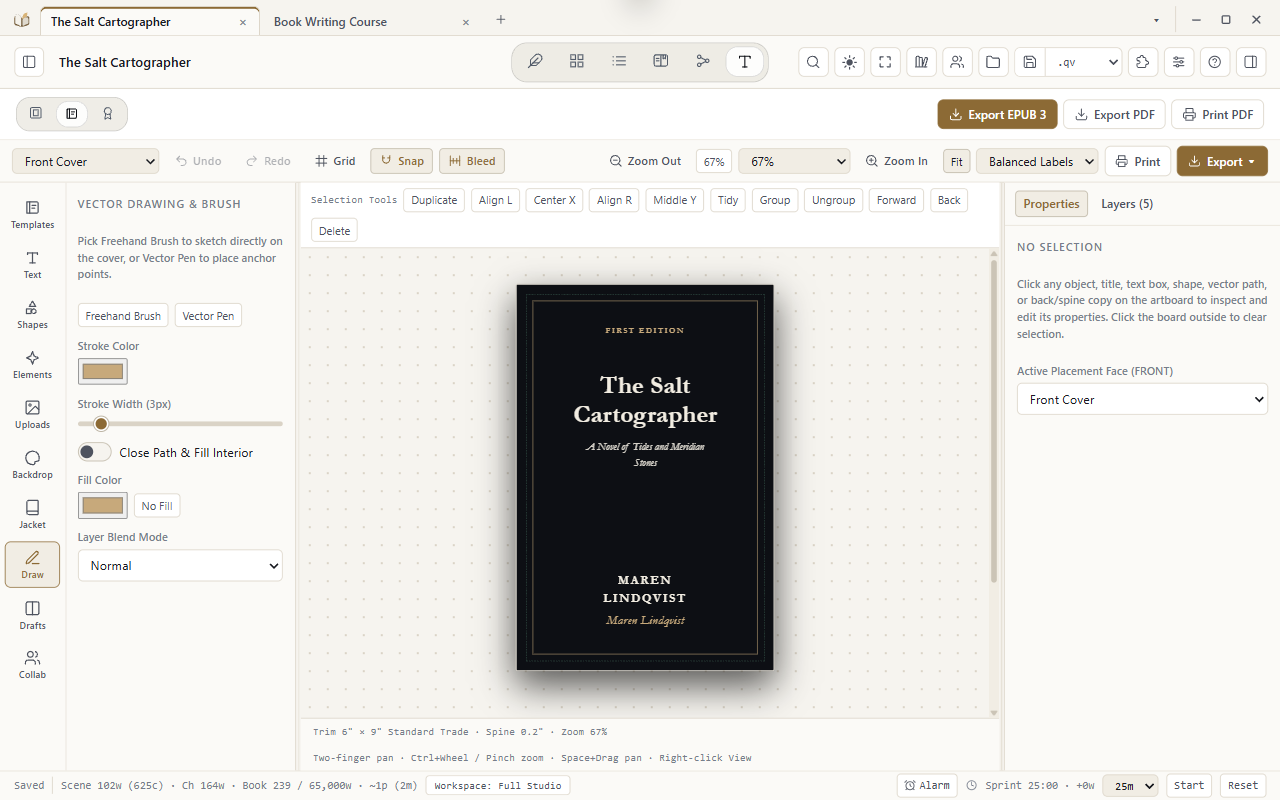 The Salt Cartographer
Book Writing Course
The Salt Cartographer
.qv
Export EPUB 3
Export PDF
Print PDF
Front Cover
Undo
Redo
Grid
Snap
Bleed
Zoom Out
67%
67%
Zoom In
Fit
Balanced Labels
Print
Export
Templates
Text
Shapes
Elements
Uploads
Backdrop
Jacket
Draw
Drafts
Collab
VECTOR DRAWING & BRUSH
Pick Freehand Brush to sketch directly on
the cover, or Vector Pen to place anchor
points.
Freehand Brush
Vector Pen
Stroke Color
Stroke Width (3px)
Close Path & Fill Interior
Fill Color
No Fill
Layer Blend Mode
Normal
Selection Tools
Duplicate
Align L
Center X
Align R
Middle Y
Tidy
Group
Ungroup
Forward
Back
Delete
FIRST EDITION
The Salt
Cartographer
A Novel of Tides and Meridian
Stones
MAREN
LINDQVIST
Maren Lindqvist
Trim 6" × 9" Standard Trade · Spine 0.2" · Zoom 67%
Two-finger pan · Ctrl+Wheel / Pinch zoom · Space+Drag pan · Right-click View
Properties
Layers (5)
NO SELECTION
Click any object, title, text box, shape, vector path,
or back/spine copy on the artboard to inspect and
edit its properties. Click the board outside to clear
selection.
Active Placement Face (FRONT)
Front Cover
Saved
Scene 102w (625c) · Ch 164w · Book 239 / 65,000w · ~1p (2m)
Workspace: Full Studio
Alarm
Sprint 25:00 · +0w
25m
Start
Reset